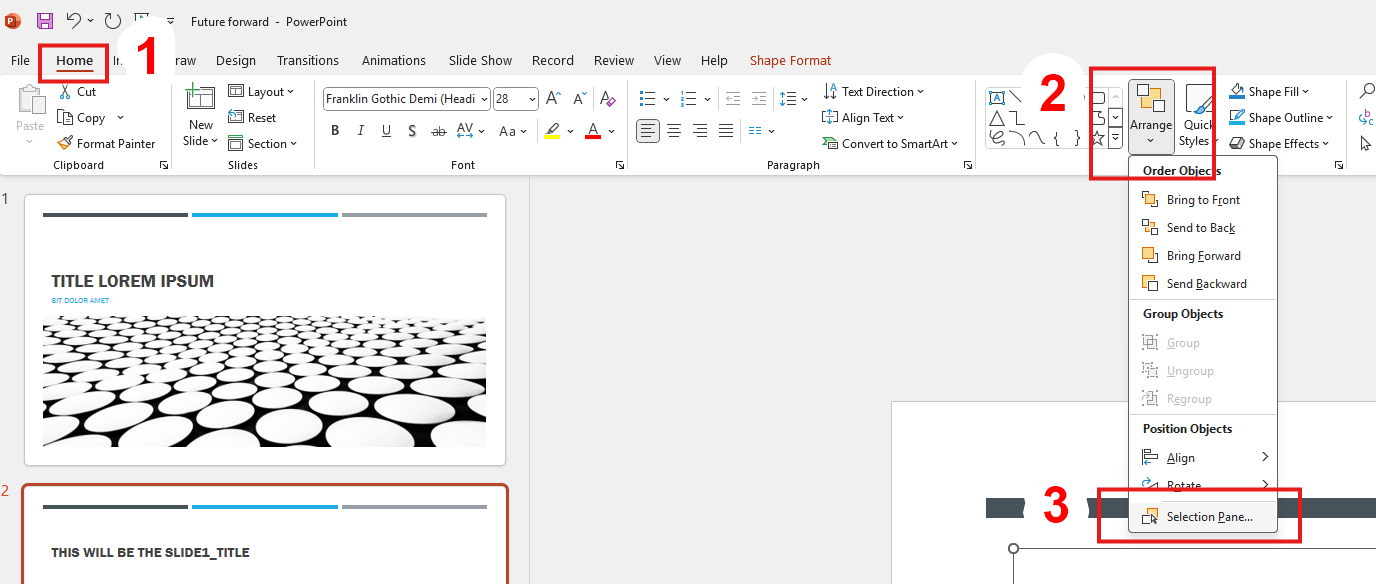 Future forward - PowerPoint
1
File Home Draw Design Transitions Animations Slide Show Record Review View Help Shape Format
2
Paste
Cut
Copy
Format Painter
Clipboard
New
Slide
Layout
Reset
Section
Slides
Franklin Gothic Demi (Headi 28
B I U S ab AV Aa
Font
Text Direction
Align Text
Convert to SmartArt
Paragraph
Arrange
Quick
Styles
Shape Fill
Shape Outline
Shape Effects
Order Objects
Bring to Front
Send to Back
Bring Forward
Send Backward
Group Objects
Group
Ungroup
Regroup
Position Objects
Align
Rotate
3
Selection Pane...
1
TITLE LOREM IPSUM
SIT DOLOR AMET
2
THIS WILL BE THE SLIDE1_TITLE